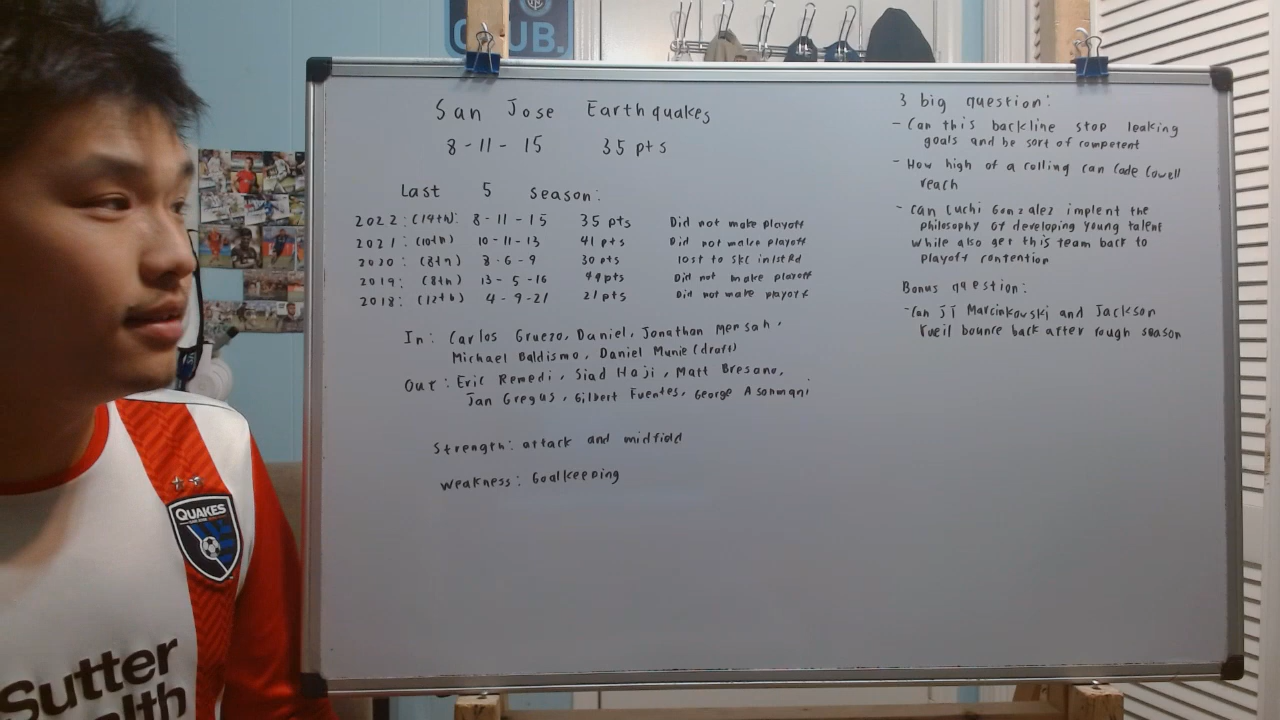 CLUB.
San Jose Earthquakes
8-11-15 35 pts
Last 5 season:
2022: (14th): 8-11-15 35 pts Did not make playoff
2021: (10th) 10-11-13 41 pts Did not make playoff
2020: (8th) 8-6-9 30 pts lost to SKC in 1st Rd
2019: (8th) 13-5-16 44 pts Did not make playoff
2018: (12th) 4-9-21 21 pts Did not make playoff
In: Carlos Gruezo, Daniel, Jonathan Mensah,
Michael Baldismo, Daniel Munie (draft)
Out: Eric Remedi, Siad Haji, Matt Bresano,
Jan Gregus, Gilbert Fuentes, George Asonmani
Strength: attack and midfield
Weakness: Goalkeeping
3 big question:
- Can this backline stop leaking
goals and be sort of competent
- How high of a rolling can Cade Cowell
reach
- Can Luchi Gonzalez implent the
philosophy of developing young talent
while also get this team back to
playoff contention
Bonus question:
- Can JT Marcinkowski and Jackson
Yueil bounce back after rough season
QUAKES
Sutter